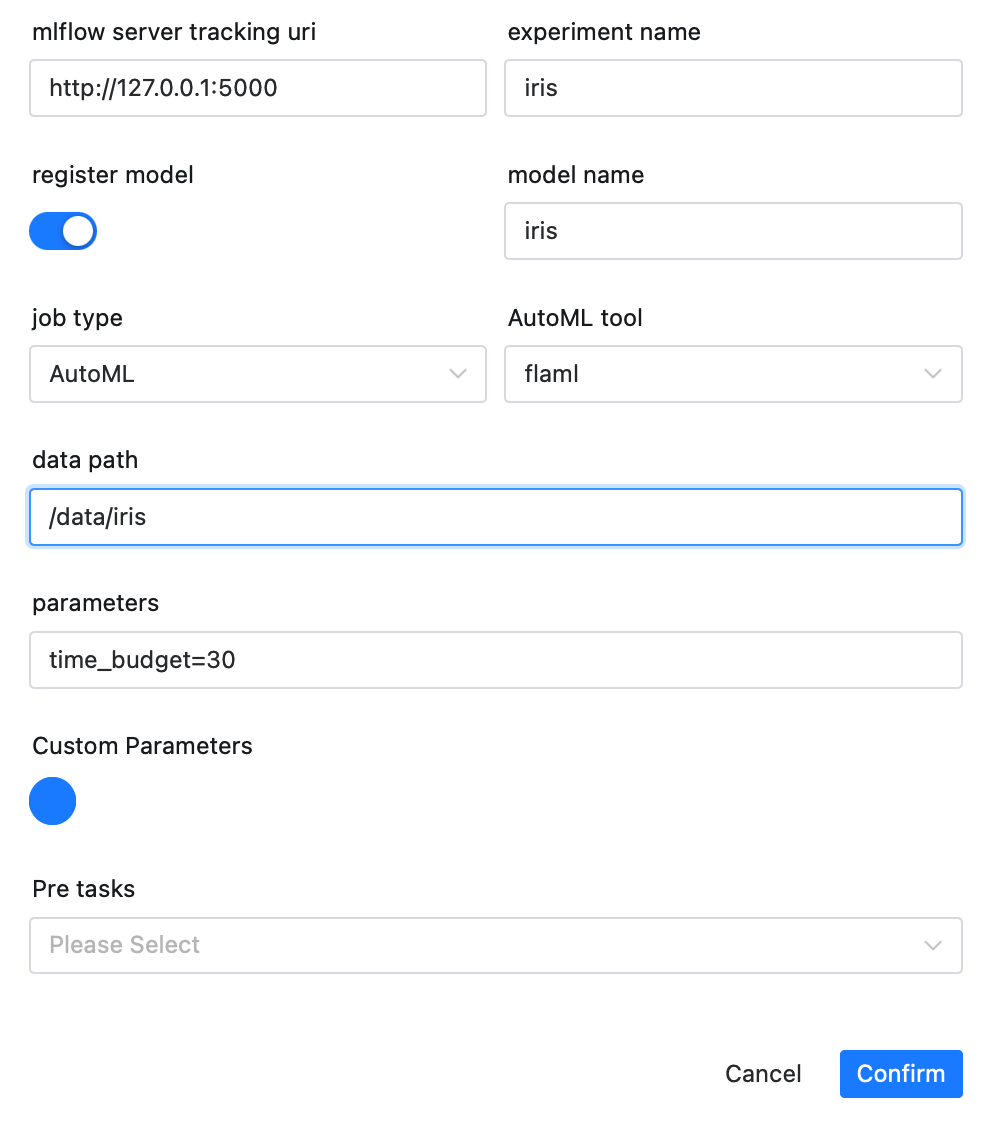 mlflow server tracking uri
experiment name
http://127.0.0.1:5000
iris
register model
model name
iris
job type
AutoML tool
AutoML
flaml
data path
/data/iris
parameters
time_budget=30
Custom Parameters
Pre tasks
Please Select
Cancel
Confirm